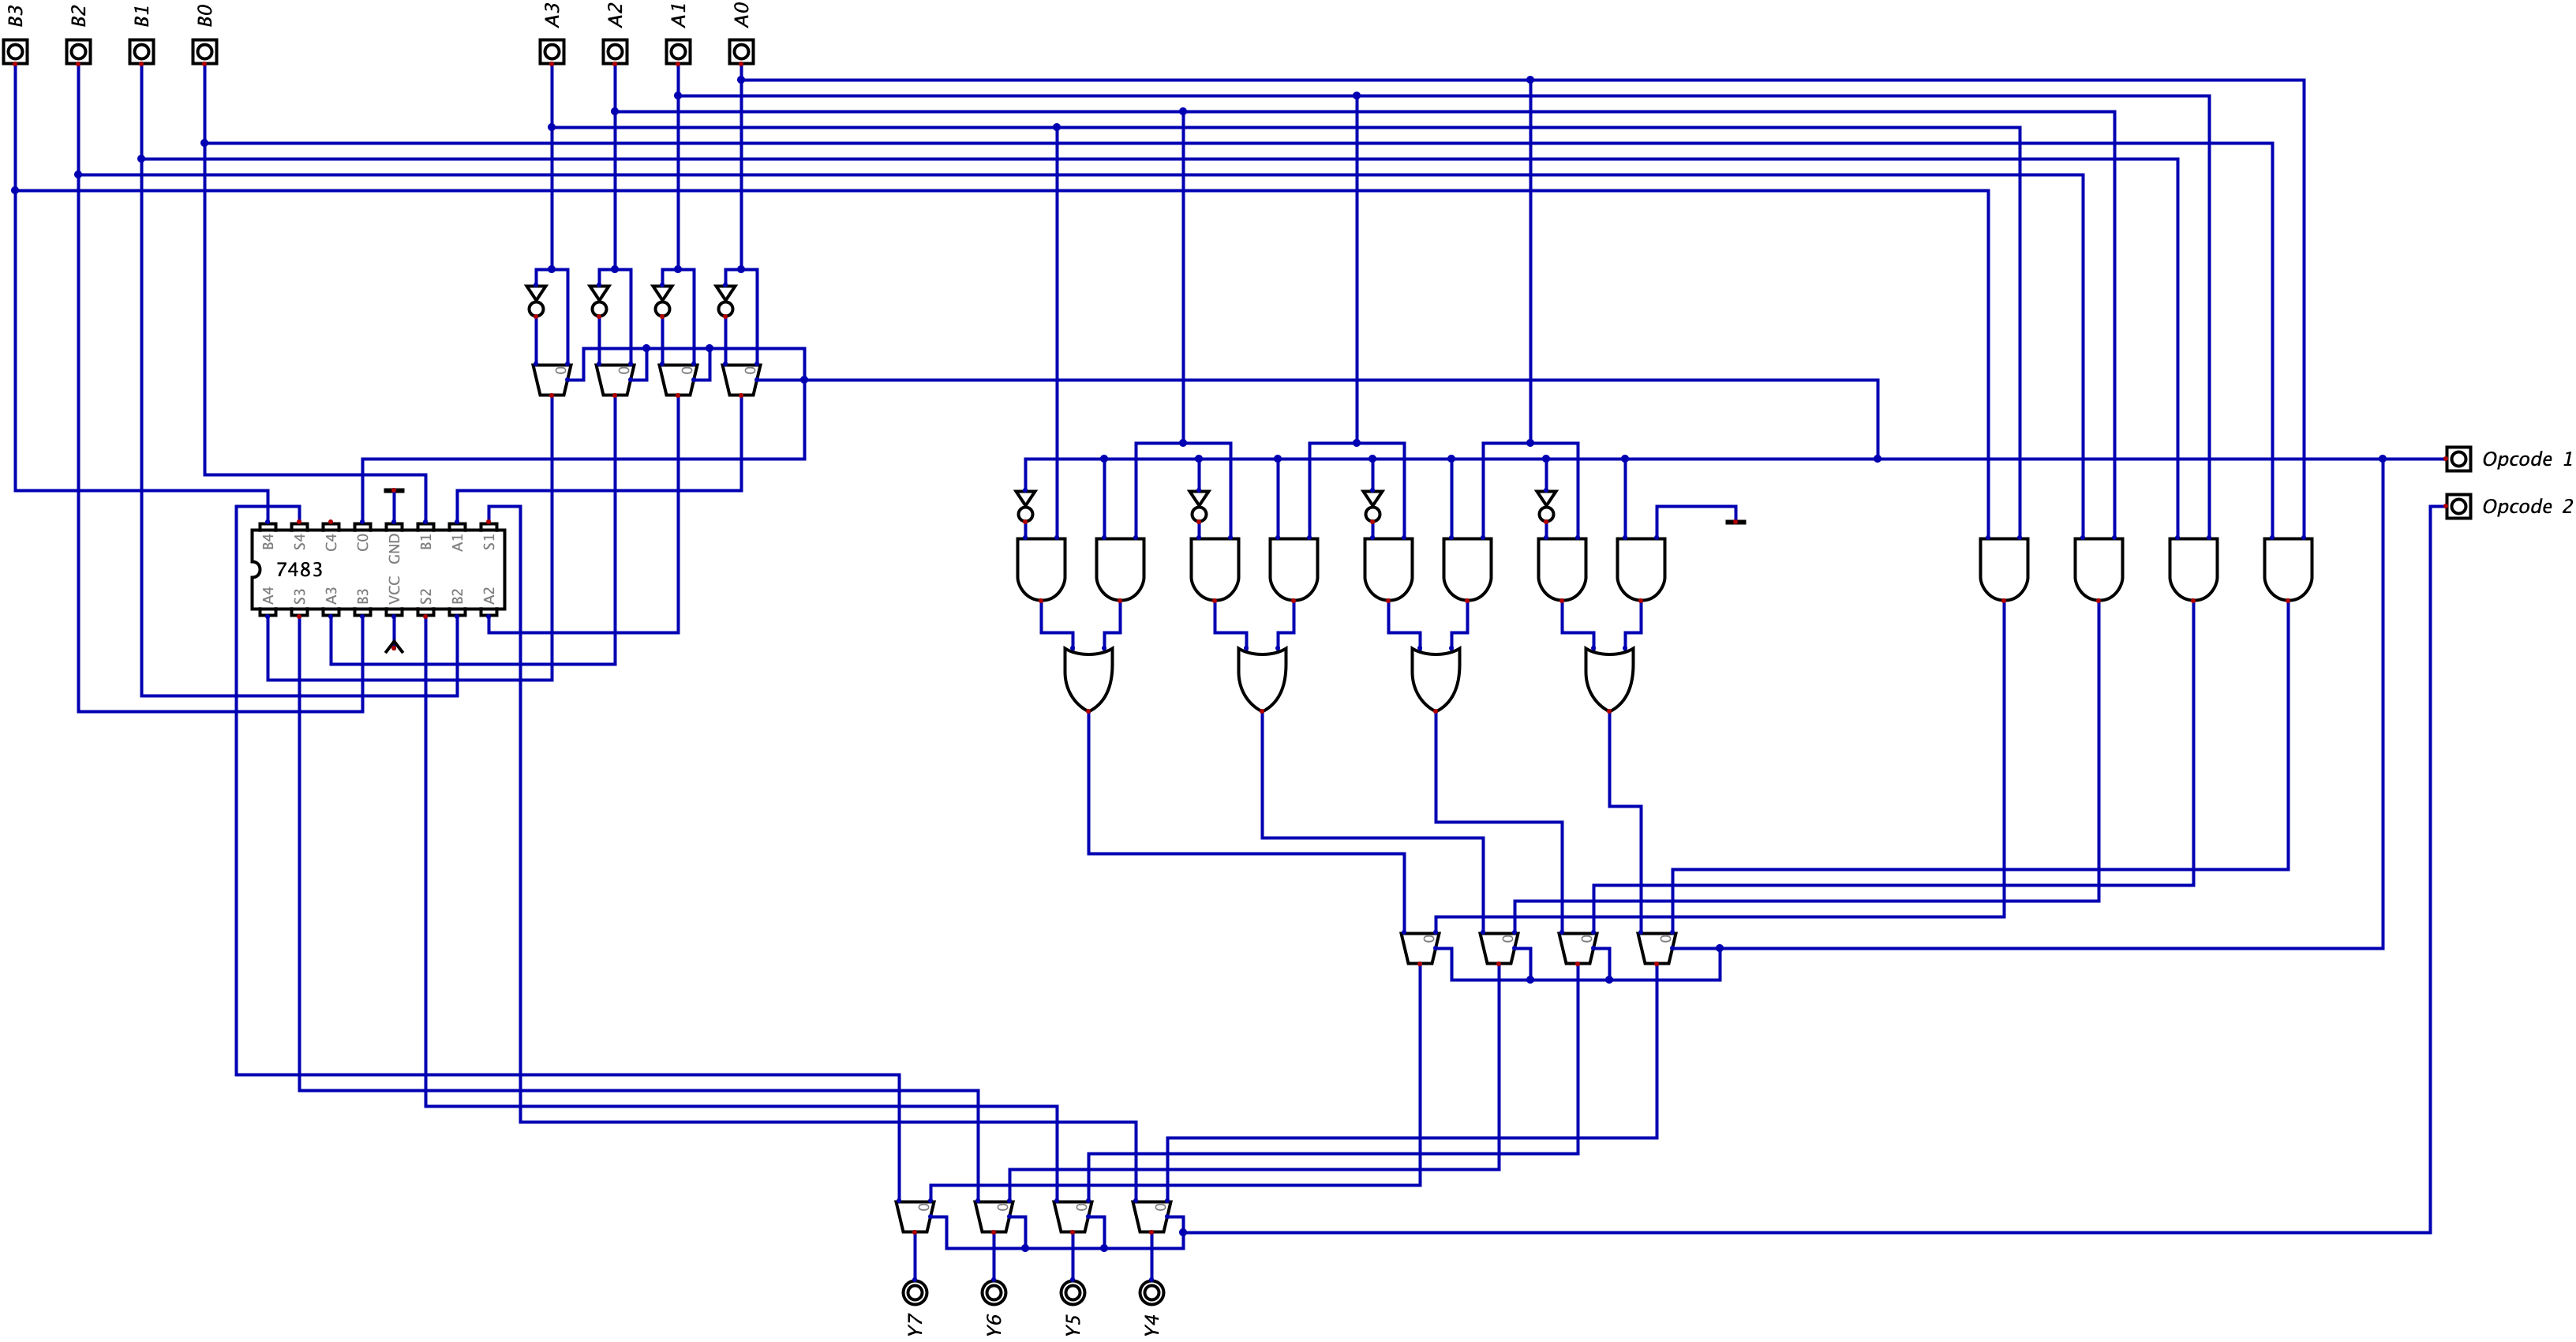 B3 B2 B1 B0 A3 A2 A1 A0
0 0 0 0
Opcode 1
Opcode 2
B4 S4 C4 C0 GND B1 A1 S1
7483
A4 S3 A3 B3 VCC S2 B2 A2
0 0 0 0
0 0 0 0
Y7 Y6 Y5 Y4